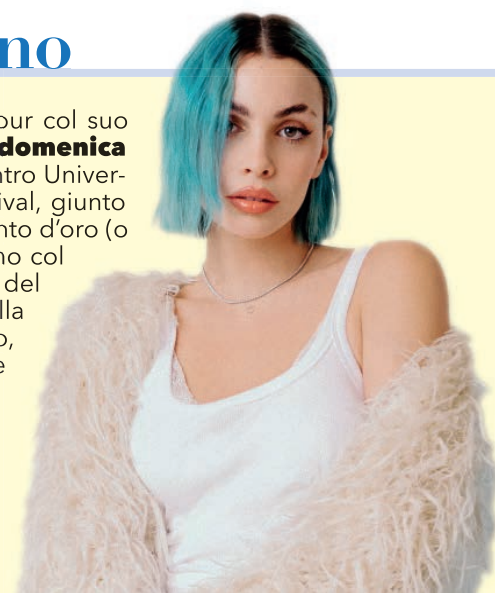 no
our col suo
domenica
ntro Univer-
ival, giunto
nto d'oro (o
no col
del
lla
o,
e